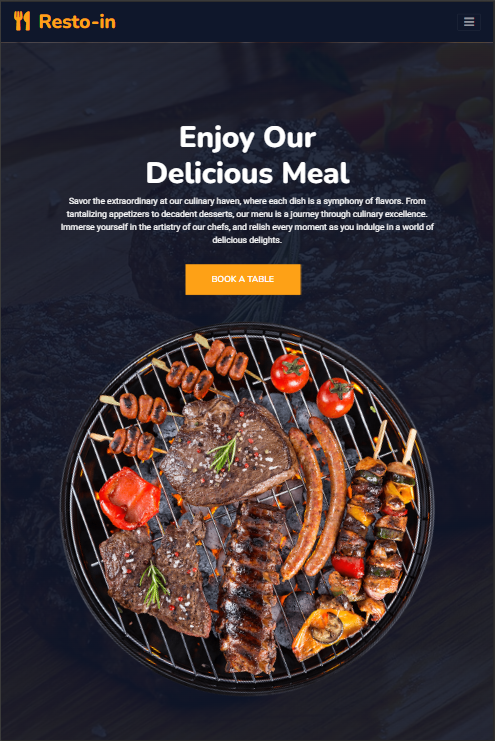 Resto-in
Enjoy Our
Delicious Meal
Savor the extraordinary at our culinary haven, where each dish is a symphony of flavors. From
tantalizing appetizers to decadent desserts, our menu is a journey through culinary excellence.
Immerse yourself in the artistry of our chefs, and relish every moment as you indulge in a world of
delicious delights.
BOOK A TABLE